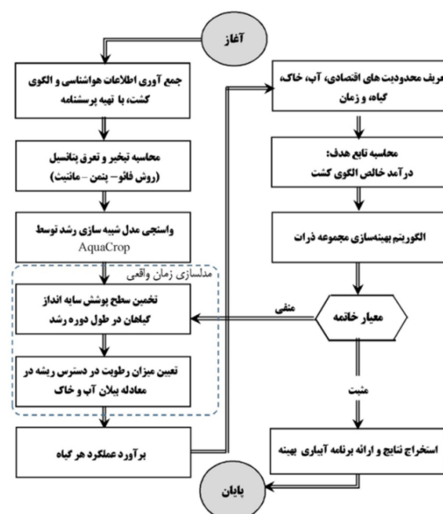 آغاز
جمع آوری اطلاعات هواشناسی و الگوی
کشت، با تهیه پرسشنامه
محاسبه تبخیر و تعرق پتانسیل
(روش فائو – پنمن – مانتیث)
واسنجی مدل شبیه سازی رشد توسط
AquaCrop
مدلسازی زمان واقعی
تخمین سطح پوشش سایه انداز
گیاهان در طول دوره رشد
تعیین میزان رطوبت در دسترس ریشه در
معادله بیلان آب و خاک
برآورد عملکرد هر گیاه
تعریف محدودیت های اقتصادی، آب، خاک،
گیاه، و زمان
محاسبه تابع هدف:
درآمد خالص الگوی کشت
الگوریتم بهینه‌سازی مجموعه ذرات
معیار خاتمه
منفی
مثبت
استخراج نتایج و ارائه برنامه آبیاری بهینه
پایان